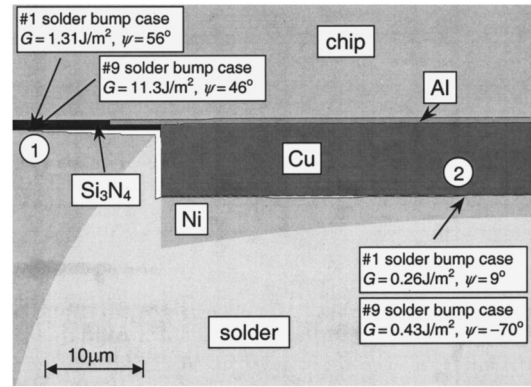 #1 solder bump case
G = 1.31J/m², ψ = 56°
#9 solder bump case
G = 11.3J/m², ψ = 46°
chip
Al
1
Cu
2
Si₃N₄
Ni
#1 solder bump case
G = 0.26J/m², ψ = 9°
#9 solder bump case
G = 0.43J/m², ψ = −70°
solder
10μm